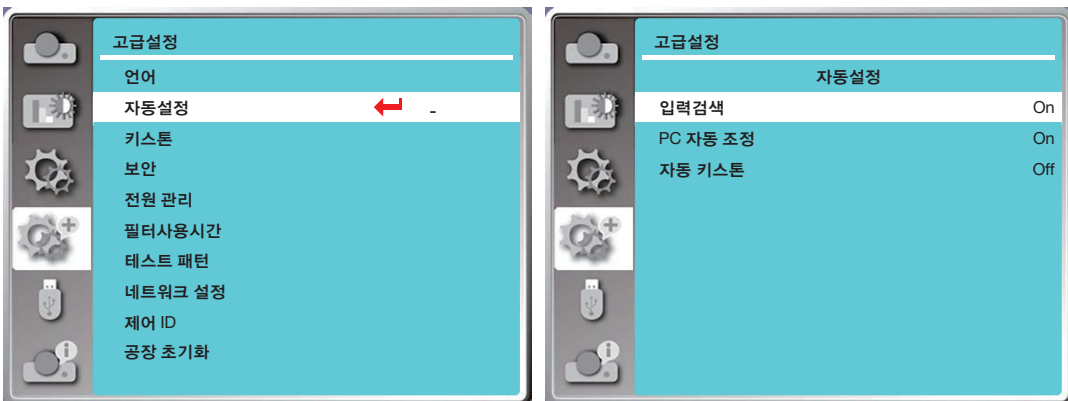 고급설정
언어
자동설정 -
키스톤
보안
전원 관리
필터사용시간
테스트 패턴
네트워크 설정
제어 ID
공장 초기화
고급설정
자동설정
입력검색 On
PC 자동 조정 On
자동 키스톤 Off